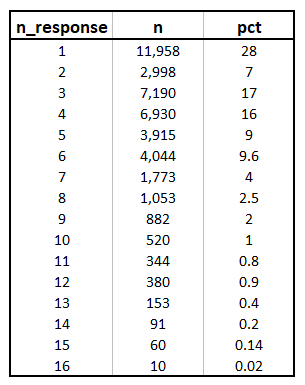 n_response n pct
1 11,958 28
2 2,998 7
3 7,190 17
4 6,930 16
5 3,915 9
6 4,044 9.6
7 1,773 4
8 1,053 2.5
9 882 2
10 520 1
11 344 0.8
12 380 0.9
13 153 0.4
14 91 0.2
15 60 0.14
16 10 0.02